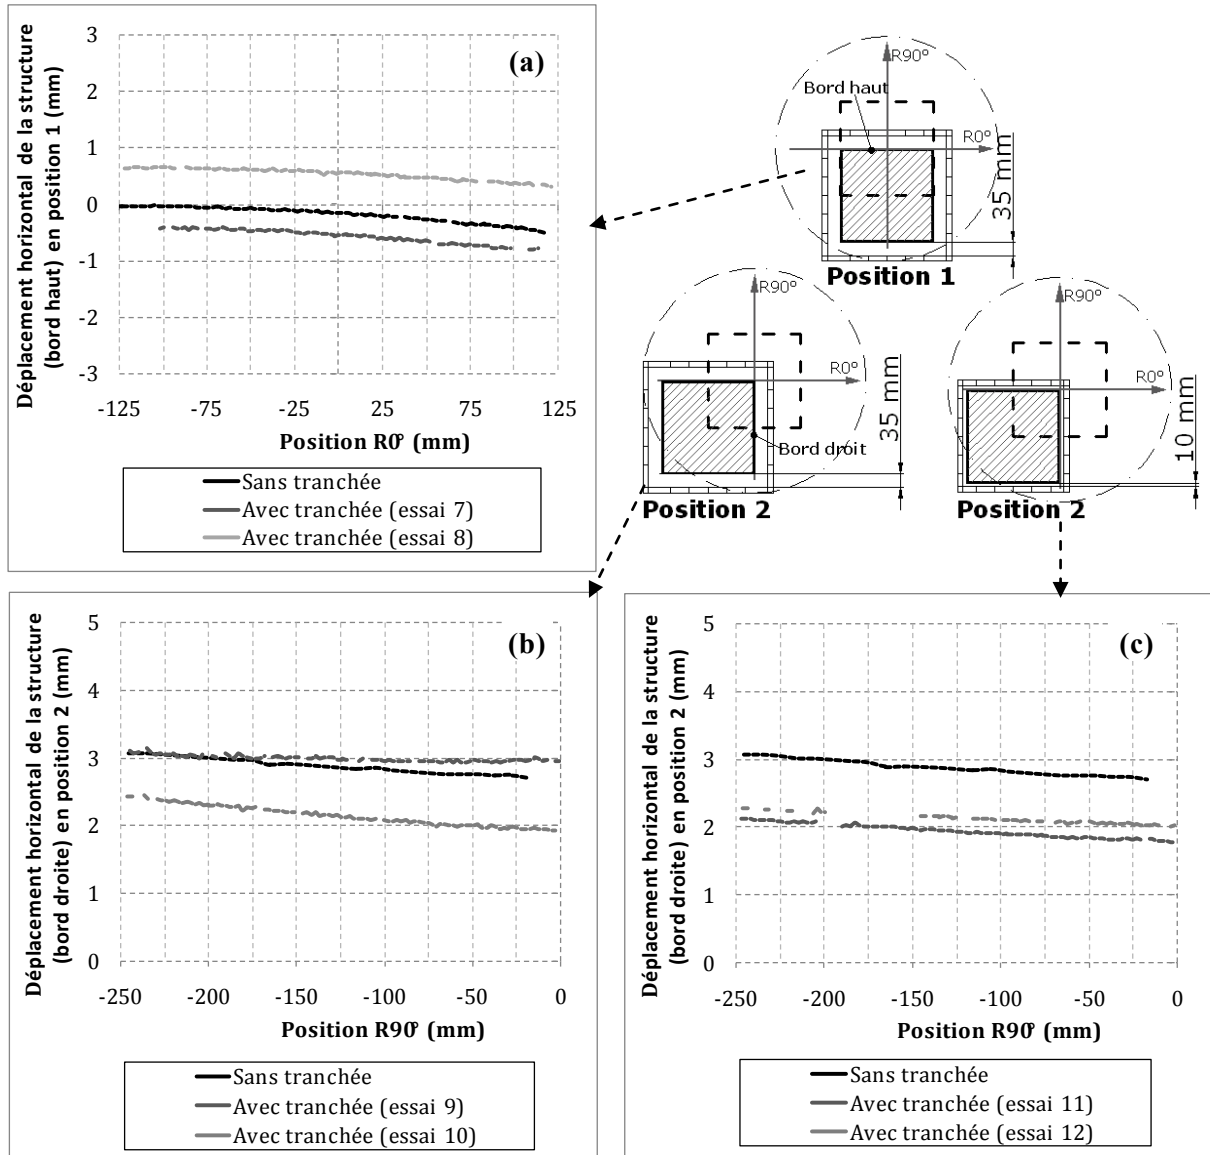 Déplacement horizontal de la structure
(bord haut) en position 1 (mm)
(a)
3
2
1
0
-1
-2
-3
-125
-75
-25
25
75
125
Position R0° (mm)
Sans tranchée
Avec tranchée (essai 7)
Avec tranchée (essai 8)
R90°
Bord haut
R0°
35 mm
Position 1
R90°
R0°
Bord droit
35 mm
Position 2
R90°
R0°
10 mm
Position 2
Déplacement horizontal de la structure
(bord droite) en position 2 (mm)
(b)
5
4
3
2
1
0
-250
-200
-150
-100
-50
0
Position R90° (mm)
Sans tranchée
Avec tranchée (essai 9)
Avec tranchée (essai 10)
Déplacement horizontal de la structure
(bord droite) en position 2 (mm)
(c)
5
4
3
2
1
0
-250
-200
-150
-100
-50
0
Position R90° (mm)
Sans tranchée
Avec tranchée (essai 11)
Avec tranchée (essai 12)